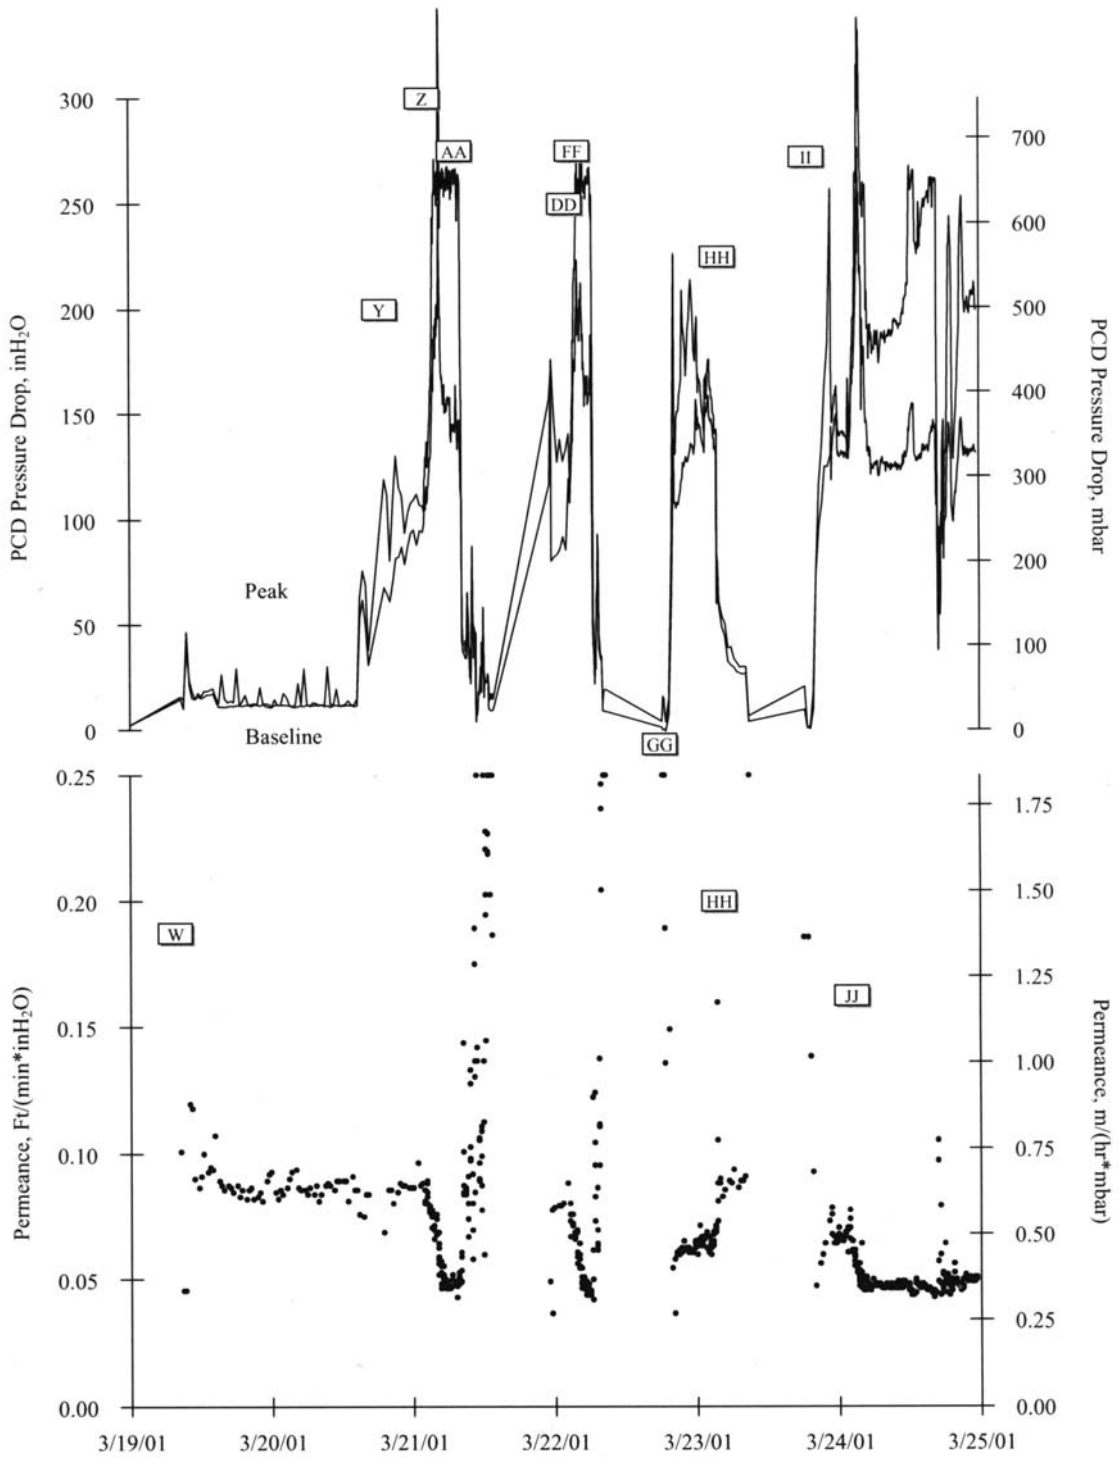 300
250
200
150
100
50
0
PCD Pressure Drop, inH₂O
Z
AA
FF
DD
Y
HH
II
Peak
Baseline
GG
700
600
500
400
300
200
100
0
PCD Pressure Drop, mbar
0.25
0.20
0.15
0.10
0.05
0.00
Permeance, Ft/(min*inH₂O)
W
HH
JJ
1.75
1.50
1.25
1.00
0.75
0.50
0.25
0.00
Permeance, m/(hr*mbar)
3/19/01
3/20/01
3/21/01
3/22/01
3/23/01
3/24/01
3/25/01